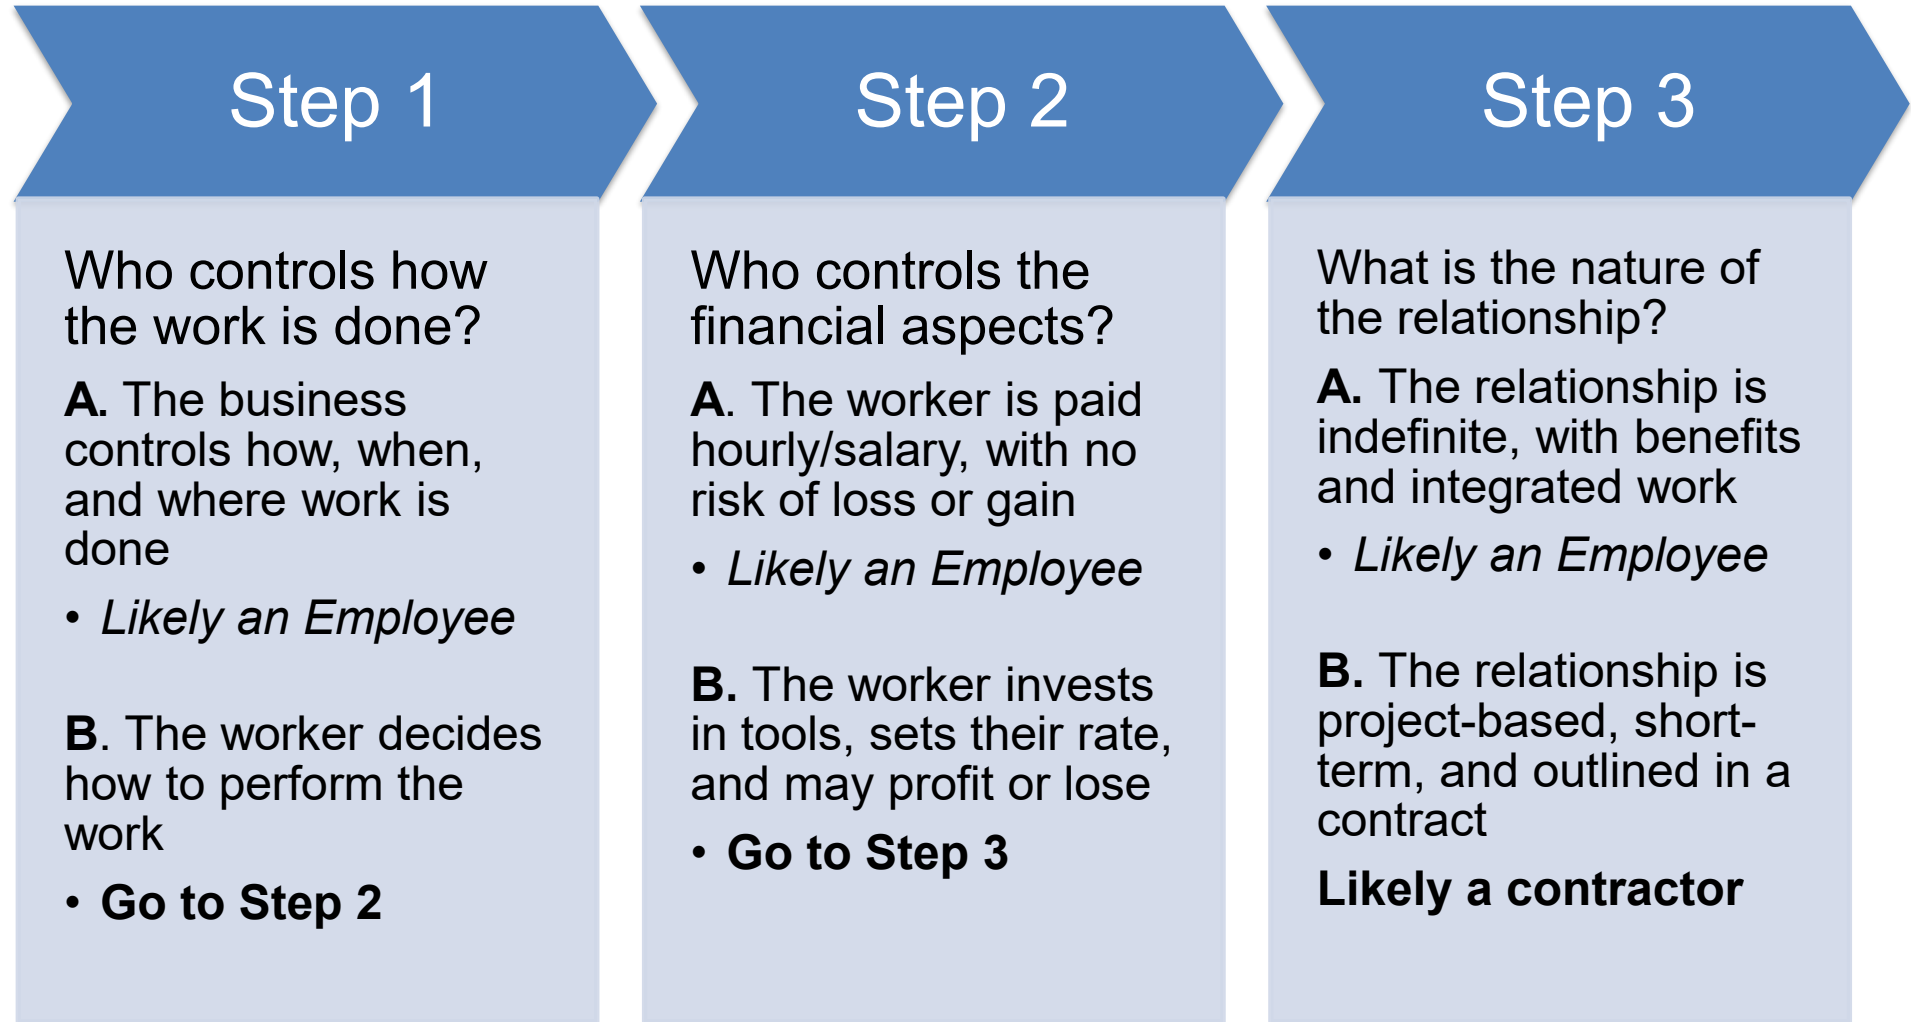 Step 1
Who controls how
the work is done?
A. The business
controls how, when,
and where work is
done
• Likely an Employee
B. The worker decides
how to perform the
work
• Go to Step 2
Step 2
Who controls the
financial aspects?
A. The worker is paid
hourly/salary, with no
risk of loss or gain
• Likely an Employee
B. The worker invests
in tools, sets their rate,
and may profit or lose
• Go to Step 3
Step 3
What is the nature of
the relationship?
A. The relationship is
indefinite, with benefits
and integrated work
• Likely an Employee
B. The relationship is
project-based, short-
term, and outlined in a
contract
Likely a contractor